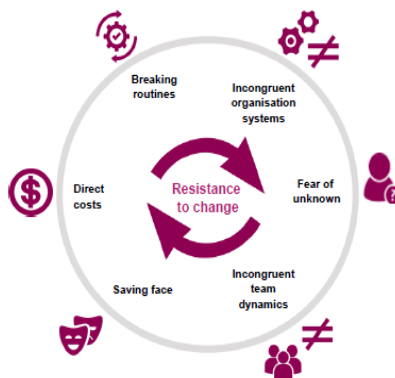 Breaking
routines
Incongruent
organisation
systems
Direct
costs
Resistance
to change
Fear of
unknown
Saving face
Incongruent
team
dynamics
$
?
≠
≠